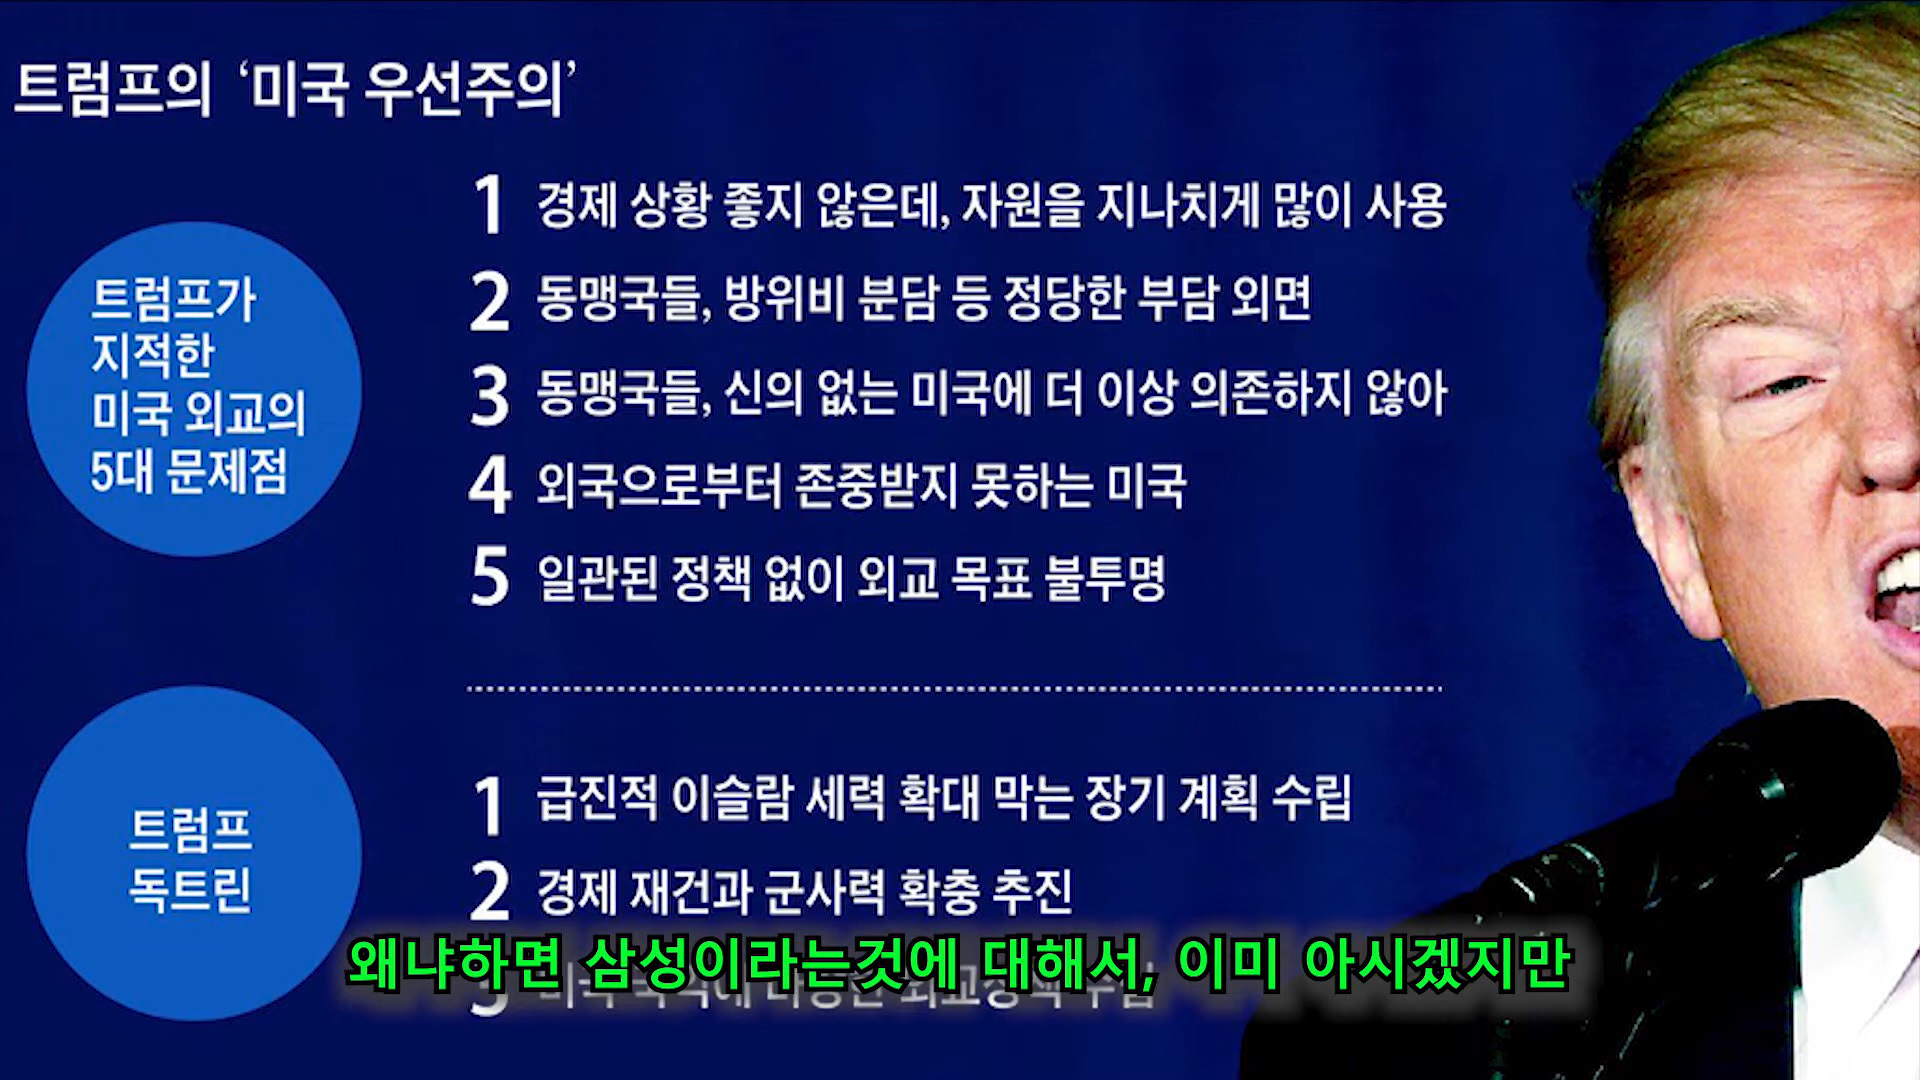 트럼프의 ‘미국 우선주의’
트럼프가
지적한
미국 외교의
5대 문제점
1 경제 상황 좋지 않은데, 자원을 지나치게 많이 사용
2 동맹국들, 방위비 분담 등 정당한 부담 외면
3 동맹국들, 신의 없는 미국에 더 이상 의존하지 않아
4 외국으로부터 존중받지 못하는 미국
5 일관된 정책 없이 외교 목표 불투명
트럼프
독트린
1 급진적 이슬람 세력 확대 막는 장기 계획 수립
2 경제 재건과 군사력 확충 추진
3 미국 외교정책 수립
왜냐하면 삼성이라는것에 대해서, 이미 아시겠지만